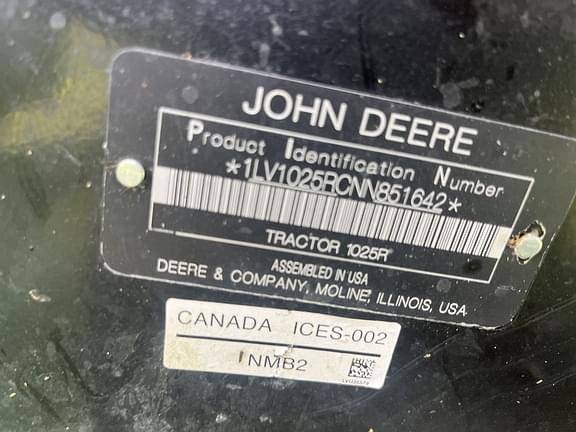 JOHN DEERE
Product Identification Number
*1LV1025RCNN851642*
TRACTOR 1025R
ASSEMBLED IN USA
DEERE & COMPANY, MOLINE, ILLINOIS, USA
CANADA ICES-002
NMB2